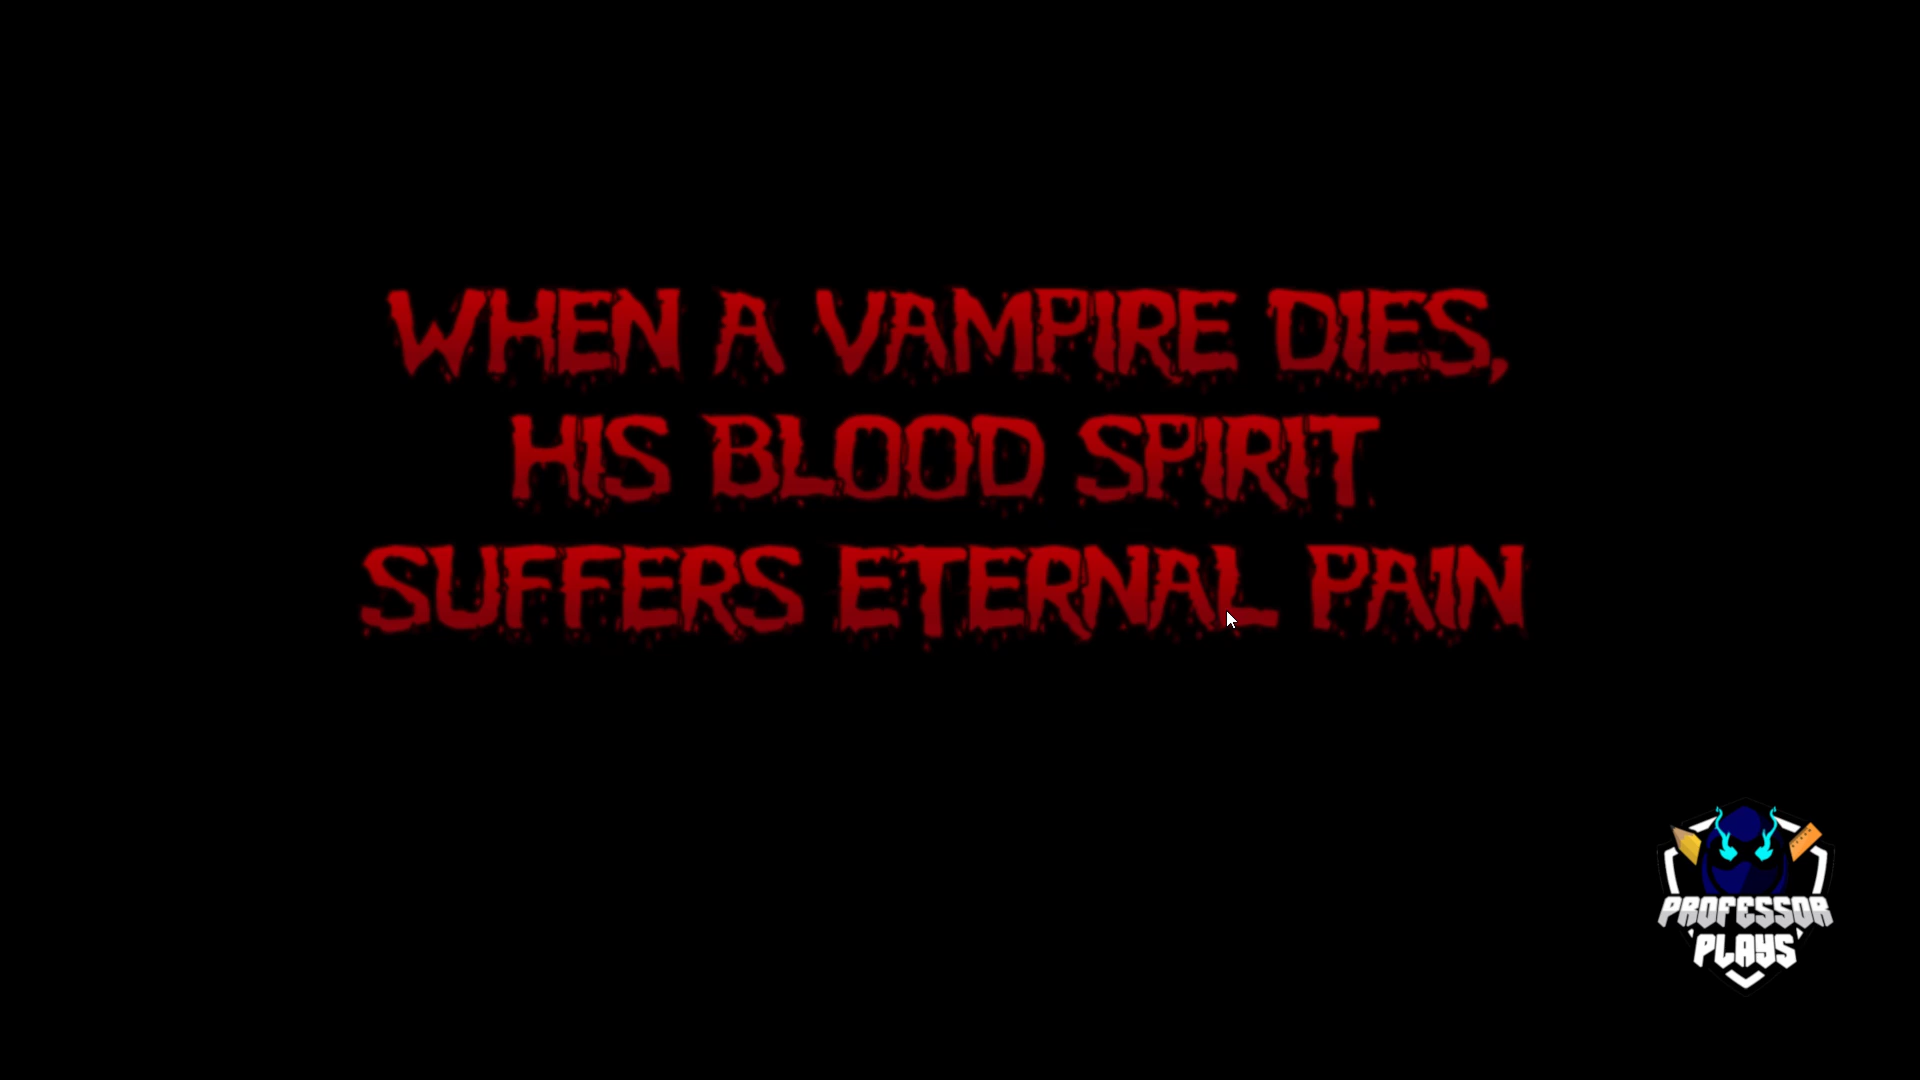 WHEN A VAMPIRE DIES,
HIS BLOOD SPIRIT
SUFFERS ETERNAL PAIN
PROFESSOR
PLAYS